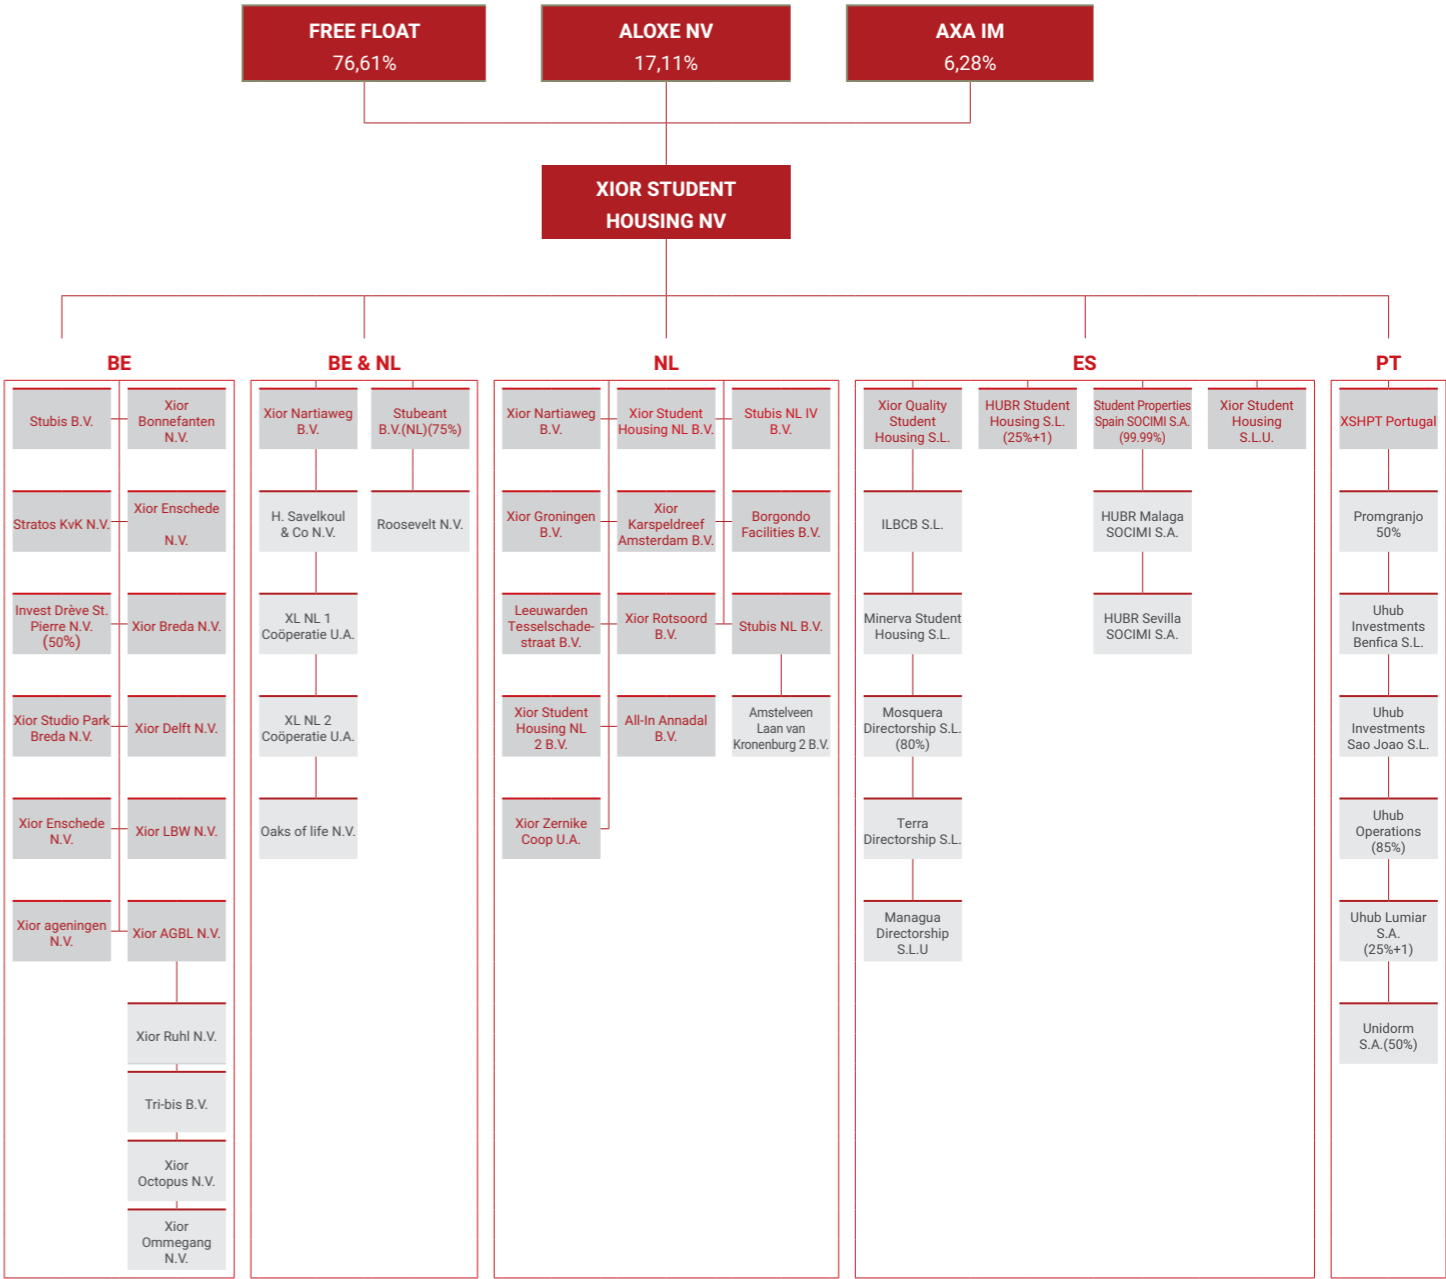 FREE FLOAT
76,61%
ALOXE NV
17,11%
AXA IM
6,28%
XIOR STUDENT
HOUSING NV
BE
Stubis B.V.
Xior
Bonnefanten
N.V.
Stratos KvK N.V.
Xior Enschede
N.V.
Invest Drève St.
Pierre N.V.
(50%)
Xior Breda N.V.
Xior Studio Park
Breda N.V.
Xior Delft N.V.
Xior Enschede
N.V.
Xior LBW N.V.
Xior ageningen
N.V.
Xior AGBL N.V.
Xior Ruhl N.V.
Tri-bis B.V.
Xior
Octopus N.V.
Xior
Ommegang
N.V.
BE & NL
Xior Nartiaweg
B.V.
Stubeant
B.V.(NL)(75%)
H. Savelkoul
& Co N.V.
Roosevelt N.V.
XL NL 1
Coöperatie U.A.
XL NL 2
Coöperatie U.A.
Oaks of life N.V.
NL
Xior Nartiaweg
B.V.
Xior Student
Housing NL B.V.
Stubis NL IV
B.V.
Xior Groningen
B.V.
Xior
Karspeldreef
Amsterdam B.V.
Borgondo
Facilities B.V.
Leeuwarden
Tesselschade-
straat B.V.
Xior Rotsoord
B.V.
Stubis NL B.V.
Xior Student
Housing NL
2 B.V.
All-In Annadal
B.V.
Amstelveen
Laan van
Kronenburg 2 B.V.
Xior Zernike
Coop U.A.
ES
Xior Quality
Student
Housing S.L.
HUBR Student
Housing S.L.
(25%+1)
Student Properties
Spain SOCIMI S.A.
(99.99%)
Xior Student
Housing
S.L.U.
ILBCB S.L.
HUBR Malaga
SOCIMI S.A.
Minerva Student
Housing S.L.
HUBR Sevilla
SOCIMI S.A.
Mosquera
Directorship S.L.
(80%)
Terra
Directorship S.L.
Managua
Directorship
S.L.U
PT
XSHPT Portugal
Promgranjo
50%
Uhub
Investments
Benfica S.L.
Uhub
Investments
Sao Joao S.L.
Uhub
Operations
(85%)
Uhub Lumiar
S.A.
(25%+1)
Unidorm
S.A.(50%)